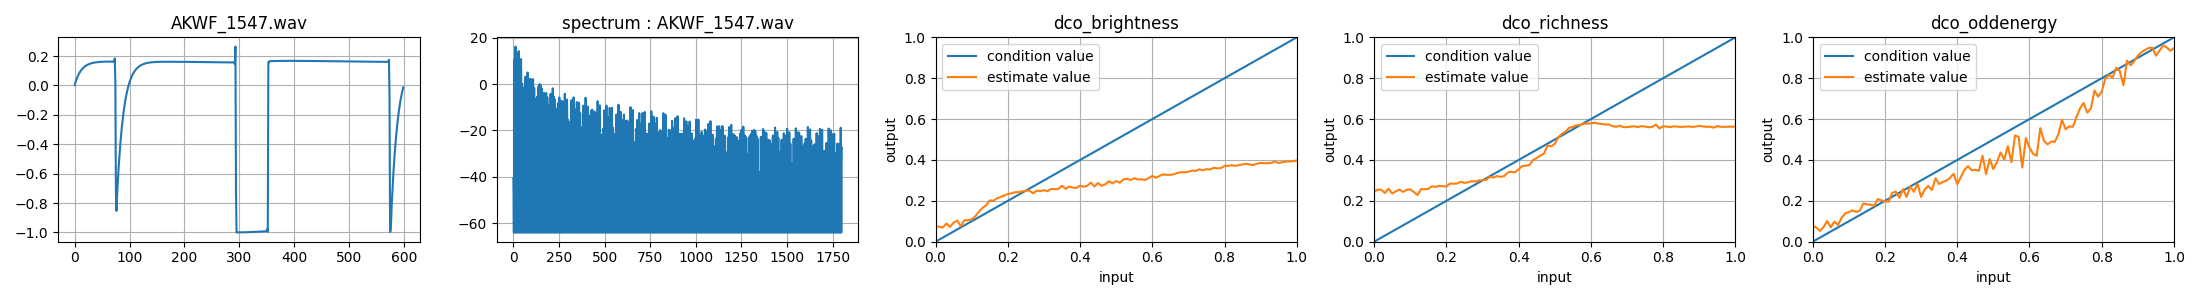 AKWF_1547.wav
0.2
0.0
−0.2
−0.4
−0.6
−0.8
−1.0
0 100 200 300 400 500 600
spectrum : AKWF_1547.wav
20
0
−20
−40
−60
0 250 500 750 1000 1250 1500 1750
dco_brightness
condition value
estimate value
output
1.0
0.8
0.6
0.4
0.2
0.0
0.0 0.2 0.4 0.6 0.8 1.0
input
dco_richness
condition value
estimate value
output
1.0
0.8
0.6
0.4
0.2
0.0
0.0 0.2 0.4 0.6 0.8 1.0
input
dco_oddenergy
condition value
estimate value
output
1.0
0.8
0.6
0.4
0.2
0.0
0.0 0.2 0.4 0.6 0.8 1.0
input